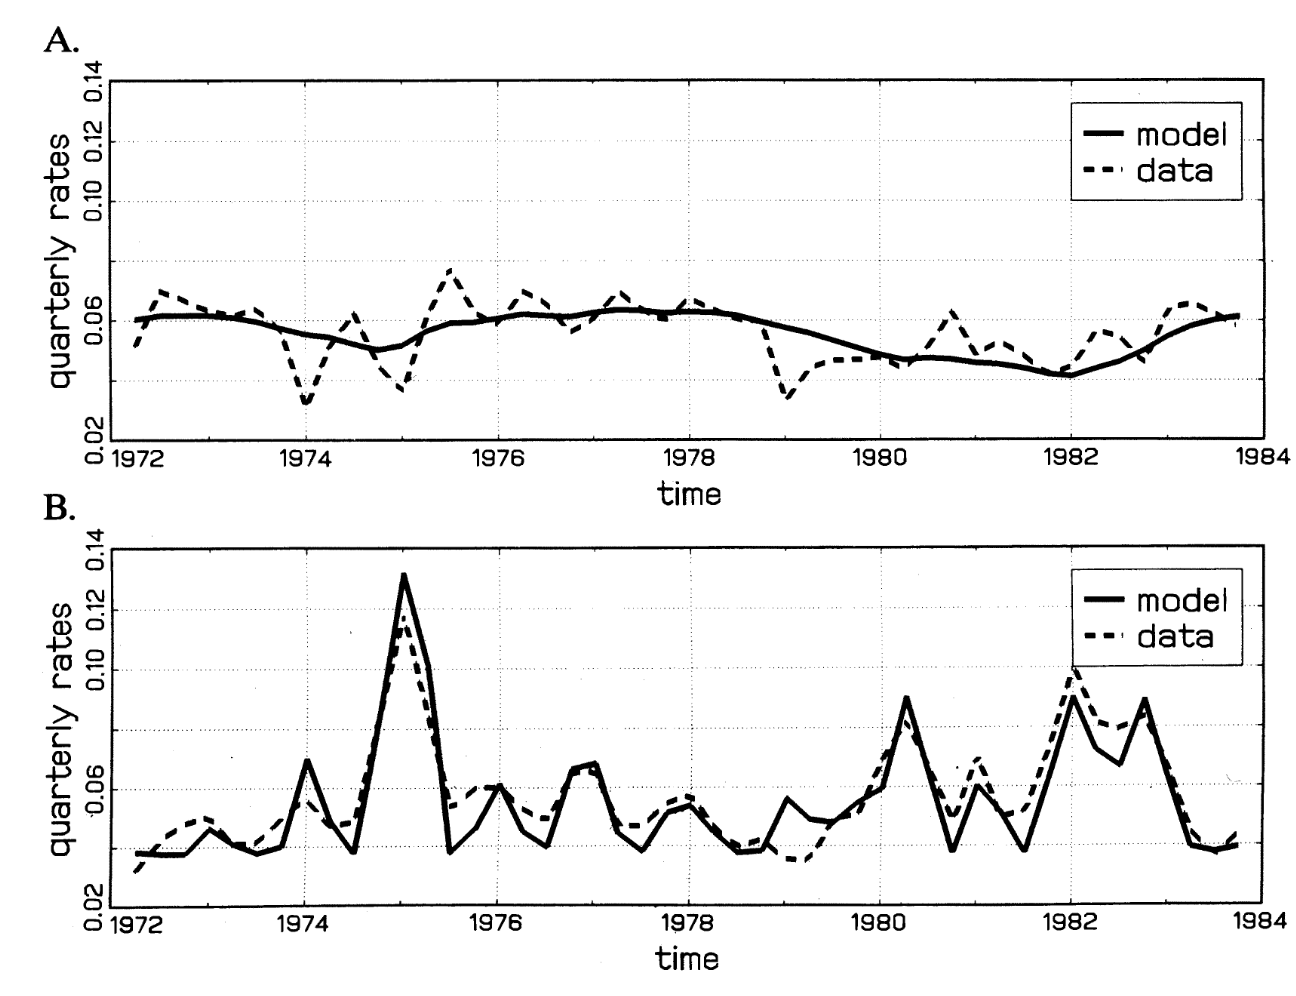 A.
0.14
0.12
0.10
0.06
0.02
quarterly rates
model
data
1972 1974 1976 1978 1980 1982 1984
time
B.
0.14
0.12
0.10
0.06
0.02
quarterly rates
model
data
1972 1974 1976 1978 1980 1982 1984
time